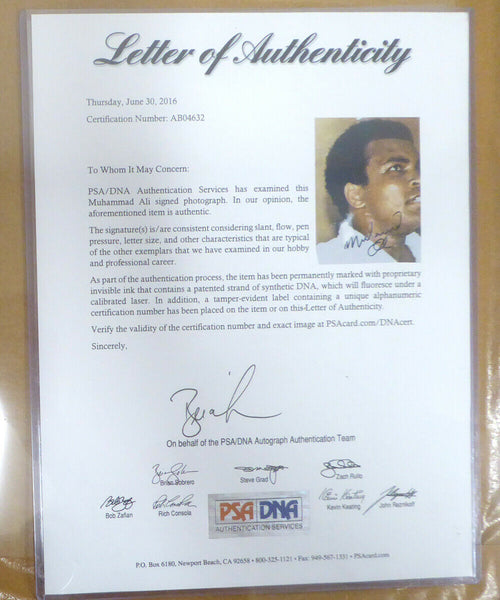 Letter of Authenticity
Thursday, June 30, 2016
Certification Number: AB04632
To Whom It May Concern:
PSA/DNA Authentication Services has examined this
Muhammad Ali signed photograph. In our opinion, the
aforementioned item is authentic.
The signature(s) is/are consistent considering slant, flow, pen
pressure, letter size, and other characteristics that are typical
of the other exemplars that we have examined in our hobby
and professional career.
As part of the authentication process, the item has been permanently marked with proprietary
invisible ink that contains a patented strand of synthetic DNA, which will fluoresce under a
calibrated laser. In addition, a tamper-evident label containing a unique alphanumeric
certification number has been placed on the item or on this Letter of Authenticity.
Verify the validity of the certification number and exact image at PSAcard.com/DNAcert.
Sincerely,
On behalf of the PSA/DNA Autograph Authentication Team
Brian Sobrero
Steve Grad
Zach Rullo
Bob Zafian
Rich Consola
Kevin Keating
John Reznikoff
PSA DNA
AUTHENTICATION SERVICES
P.O. Box 6180, Newport Beach, CA 92658 • 800-325-1121 • Fax: 949-567-1351 • PSAcard.com